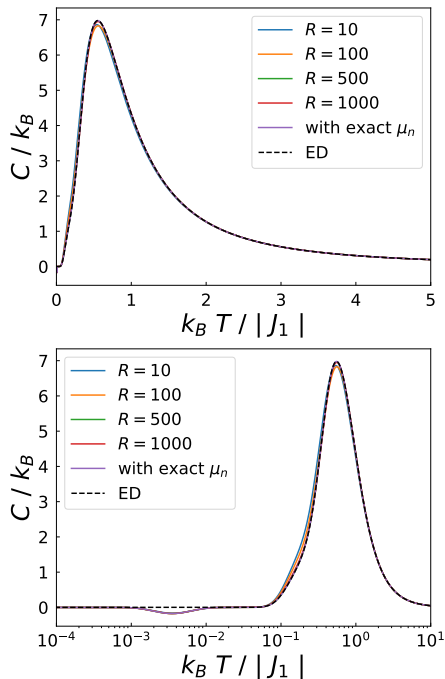 7
6
5
4
3
2
1
0
C / k_B
R = 10
R = 100
R = 500
R = 1000
with exact μ_n
ED
0 1 2 3 4 5
k_B T / | J_1 |
7
6
5
4
3
2
1
0
C / k_B
R = 10
R = 100
R = 500
R = 1000
with exact μ_n
ED
10^{-4} 10^{-3} 10^{-2} 10^{-1} 10^0 10^1
k_B T / | J_1 |